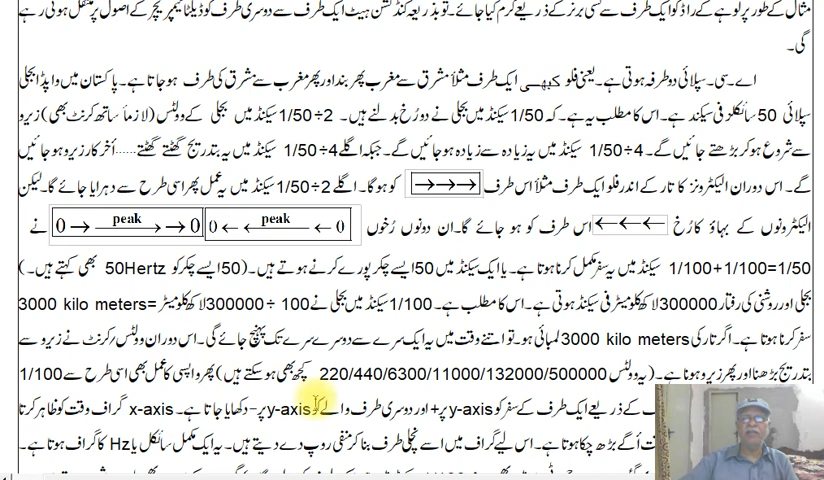 مثال کے طور پر لوہے کے راڈ کو ایک طرف سے کسی برنر کے ذریعے گرم کیا جائے۔ تو بذریعہ کنڈکشن ہیٹ ایک طرف سے دوسری طرف کو ڈیلٹا ٹیمپریچر کے اصول پر منتقل ہوتی رہے
گی۔
اے۔سی۔ سپلائی دو طرفہ ہوتی ہے۔ یعنی فلو کبھی ایک طرف مثلاً مشرق سے مغرب پھر بند اور پھر مغرب سے مشرق کی طرف ہو جاتا ہے۔ پاکستان میں واپڈا بجلی
سپلائی 50 سائکلز فی سیکنڈ ہے۔ اس کا مطلب یہ ہے۔ کہ 1/50 سیکنڈ میں بجلی نے دو رُخ بدلنے ہیں۔ 2÷1/50 سیکنڈ میں بجلی کے وولٹس (لازماً ساتھ کرنٹ بھی) زیرو
سے شروع ہو کر بڑھتے جائیں گے۔ 4÷1/50 سیکنڈ میں یہ زیادہ سے زیادہ ہو جائیں گے۔ جبکہ اگلے 4÷1/50 سیکنڈ میں یہ بتدریج گھٹتے گھٹتے......آخر کار زیرو ہو جائیں
گے۔ اس دوران الیکٹرونز کا تار کے اندر فلو ایک طرف مثلاً اس طرف →→→ کو ہوگا۔ اگلے 2÷1/50 سیکنڈ میں یہ عمل پھر اسی طرح سے دہرایا جائے گا۔ لیکن
الیکٹرونوں کے بہاؤ کا رُخ ←←← اس طرف کو ہو جائے گا۔ ان دونوں رُخوں 0 → peak → 0 0 ← peak ← 0 نے
1/100+1/100=1/50 سیکنڈ میں یہ سفر مکمل کرنا ہوتا ہے۔ یا ایک سیکنڈ میں 50 ایسے چکر پورے کرنے ہوتے ہیں۔ (50 ایسے چکر کو 50Hertz بھی کہتے ہیں۔)
بجلی اور روشنی کی رفتار 300000 لاکھ کلومیٹر فی سیکنڈ ہوتی ہے۔ اس کا مطلب ہے۔ 1/100 سیکنڈ میں بجلی نے 100 ÷ 300000 لاکھ کلومیٹر= 3000 kilo meters
سفر کرنا ہوتا ہے۔ اگر تار کی 3000 kilo meters لمبائی ہو۔ تو اتنے وقت میں یہ ایک سرے سے دوسرے سرے تک پہنچ جائے گی۔ اس دوران وولٹس/کرنٹ نے زیرو سے
بتدریج بڑھنا اور پھر زیرو ہونا ہے۔ (یہ وولٹس 220/440/6300/11000/132000/500000 کچھ بھی ہو سکتے ہیں) پھر واپسی کا عمل بھی اسی طرح سے 1/100
کے ذریعے ایک طرف کے سفر کو y-axis پر + اور دوسری طرف والے کو y-axis پر - دکھایا جاتا ہے۔ x-axis گراف وقت کو ظاہر کرتا
آگے بڑھ چکا ہوتا ہے۔ اس لیے گراف میں اسے نچلی طرف بنا کر منفی روپ دے دیتے ہیں۔ یہ ایک مکمل سائکل یا Hz کا گراف ہوتا ہے۔